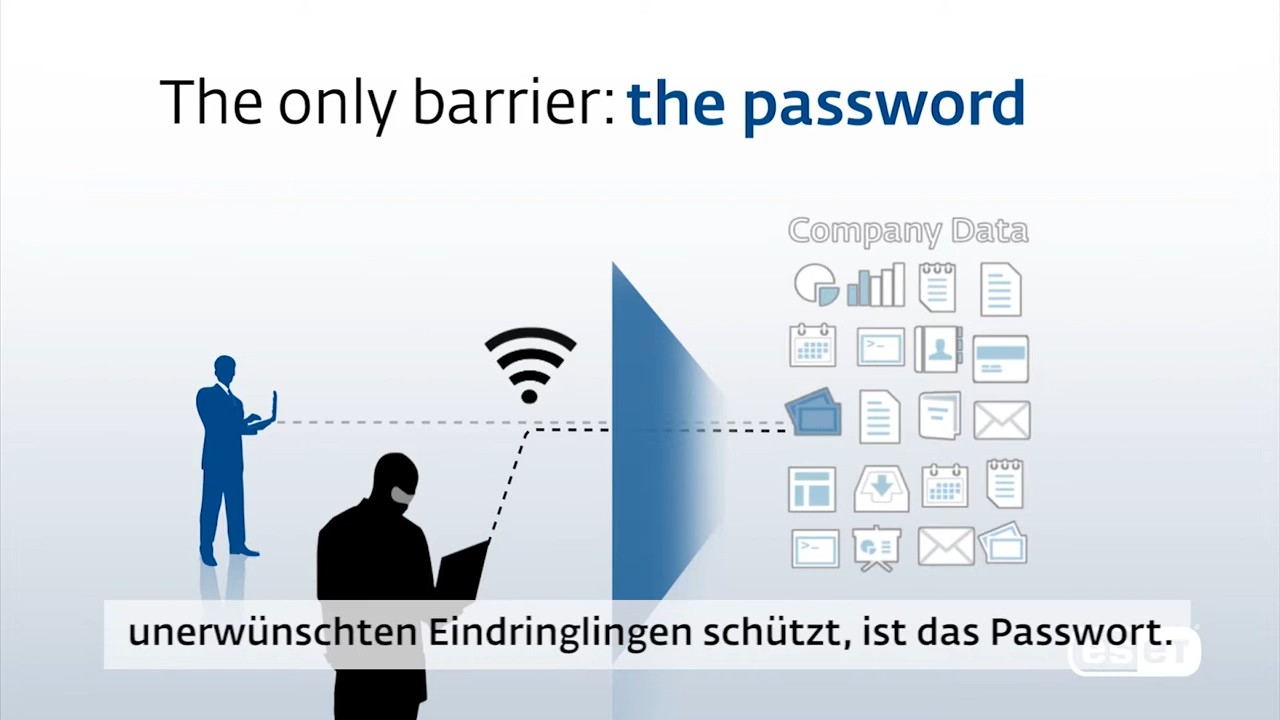 The only barrier: the password
Company Data
unerwünschten Eindringlingen schützt, ist das Passwort.
eset